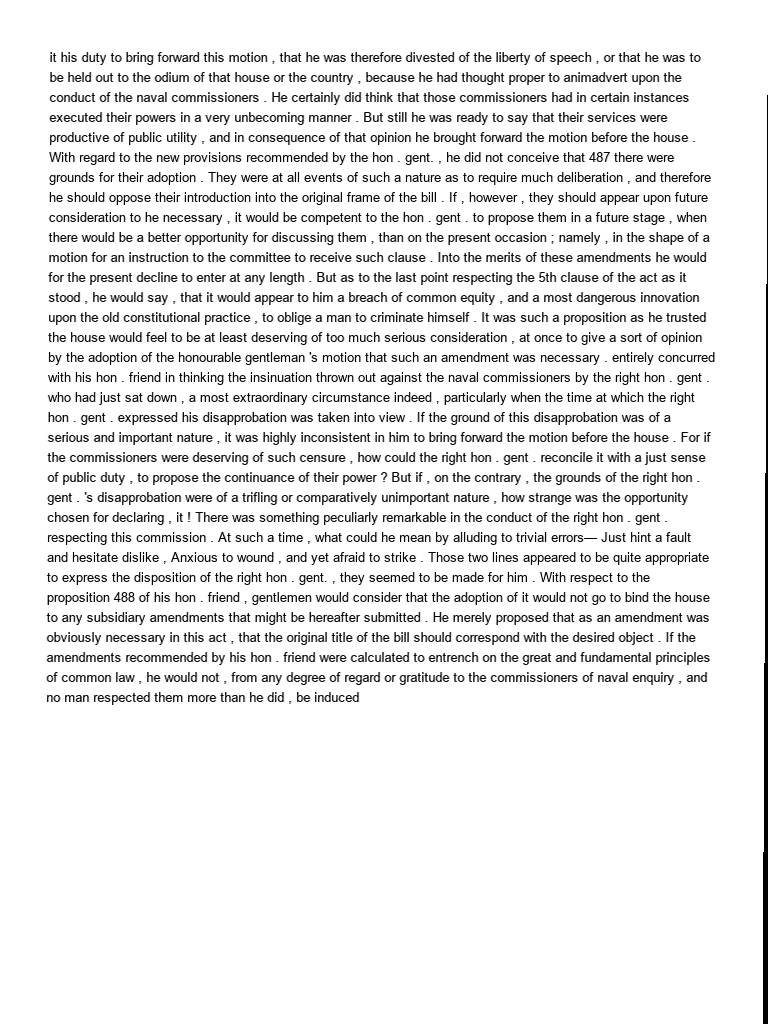 it his duty to bring forward this motion , that he was therefore divested of the liberty of speech , or that he was to
be held out to the odium of that house or the country , because he had thought proper to animadvert upon the
conduct of the naval commissioners . He certainly did think that those commissioners had in certain instances
executed their powers in a very unbecoming manner . But still he was ready to say that their services were
productive of public utility , and in consequence of that opinion he brought forward the motion before the house .
With regard to the new provisions recommended by the hon . gent. , he did not conceive that 487 there were
grounds for their adoption . They were at all events of such a nature as to require much deliberation , and therefore
he should oppose their introduction into the original frame of the bill . If , however , they should appear upon future
consideration to he necessary , it would be competent to the hon . gent . to propose them in a future stage , when
there would be a better opportunity for discussing them , than on the present occasion ; namely , in the shape of a
motion for an instruction to the committee to receive such clause . Into the merits of these amendments he would
for the present decline to enter at any length . But as to the last point respecting the 5th clause of the act as it
stood , he would say , that it would appear to him a breach of common equity , and a most dangerous innovation
upon the old constitutional practice , to oblige a man to criminate himself . It was such a proposition as he trusted
the house would feel to be at least deserving of too much serious consideration , at once to give a sort of opinion
by the adoption of the honourable gentleman 's motion that such an amendment was necessary . entirely concurred
with his hon . friend in thinking the insinuation thrown out against the naval commissioners by the right hon . gent .
who had just sat down , a most extraordinary circumstance indeed , particularly when the time at which the right
hon . gent . expressed his disapprobation was taken into view . If the ground of this disapprobation was of a
serious and important nature , it was highly inconsistent in him to bring forward the motion before the house . For if
the commissioners were deserving of such censure , how could the right hon . gent . reconcile it with a just sense
of public duty , to propose the continuance of their power ? But if , on the contrary , the grounds of the right hon .
gent . 's disapprobation were of a trifling or comparatively unimportant nature , how strange was the opportunity
chosen for declaring , it ! There was something peculiarly remarkable in the conduct of the right hon . gent .
respecting this commission . At such a time , what could he mean by alluding to trivial errors— Just hint a fault
and hesitate dislike , Anxious to wound , and yet afraid to strike . Those two lines appeared to be quite appropriate
to express the disposition of the right hon . gent. , they seemed to be made for him . With respect to the
proposition 488 of his hon . friend , gentlemen would consider that the adoption of it would not go to bind the house
to any subsidiary amendments that might be hereafter submitted . He merely proposed that as an amendment was
obviously necessary in this act , that the original title of the bill should correspond with the desired object . If the
amendments recommended by his hon . friend were calculated to entrench on the great and fundamental principles
of common law , he would not , from any degree of regard or gratitude to the commissioners of naval enquiry , and
no man respected them more than he did , be induced